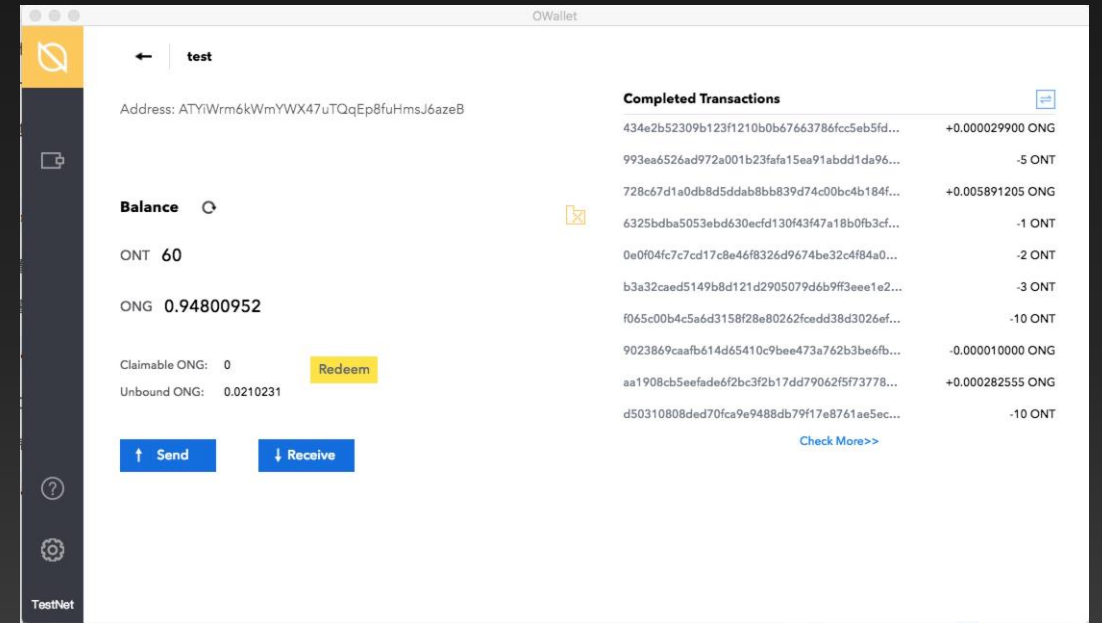 OWallet
test
Address: ATYiWrm6kWmYWX47uTQqEp8fuHmsJ6azeB
Balance
ONT 60
ONG 0.94800952
Claimable ONG: 0
Redeem
Unbound ONG: 0.0210231
Send
Receive
Completed Transactions
434e2b52309b123f1210b0b67663786fcc5eb5fd... +0.000029900 ONG
993ea6526ad972a001b23fafa15ea91abdd1da96... -5 ONT
728c67d1a0db8d5ddab8bb839d74c00bc4b184f... +0.005891205 ONG
6325bdba5053ebd630ecfd130f43f47a18b0fb3cf... -1 ONT
0e0f04fc7c7cd17c8e46f8326d9674be32c4f84a0... -2 ONT
b3a32caed5149b8d121d2905079d6b9ff3eee1e2... -3 ONT
f065c00b4c5a6d3158f28e80262fcedd38d3026ef... -10 ONT
9023869caafb614d65410c9bee473a762b3be6fb... -0.000010000 ONG
aa1908cb5eefade6f2bc3f2b17dd79062f5f73778... +0.000282555 ONG
d50310808ded70fca9e9488db79f17e8761ae5ec... -10 ONT
Check More>>
TestNet